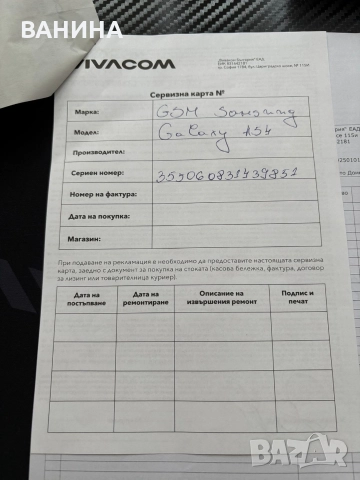 ВАНИНА
VIVACOM
Сервизна карта №
Марка: GSM Samsung
Модел: Galaxy A54
Производител:
Сериен номер: 359060831439851
Номер на фактура:
Дата на покупка:
Магазин:
При подаване на рекламация е необходимо да предоставите настоящата сервизна
карта, заедно с документ за покупка на стоката (касова бележка, фактура, договор
за лизинг или товарителница куриер).
Дата на постъпване
Дата на ремонтиране
Описание на извършения ремонт
Подпис и печат
bazar